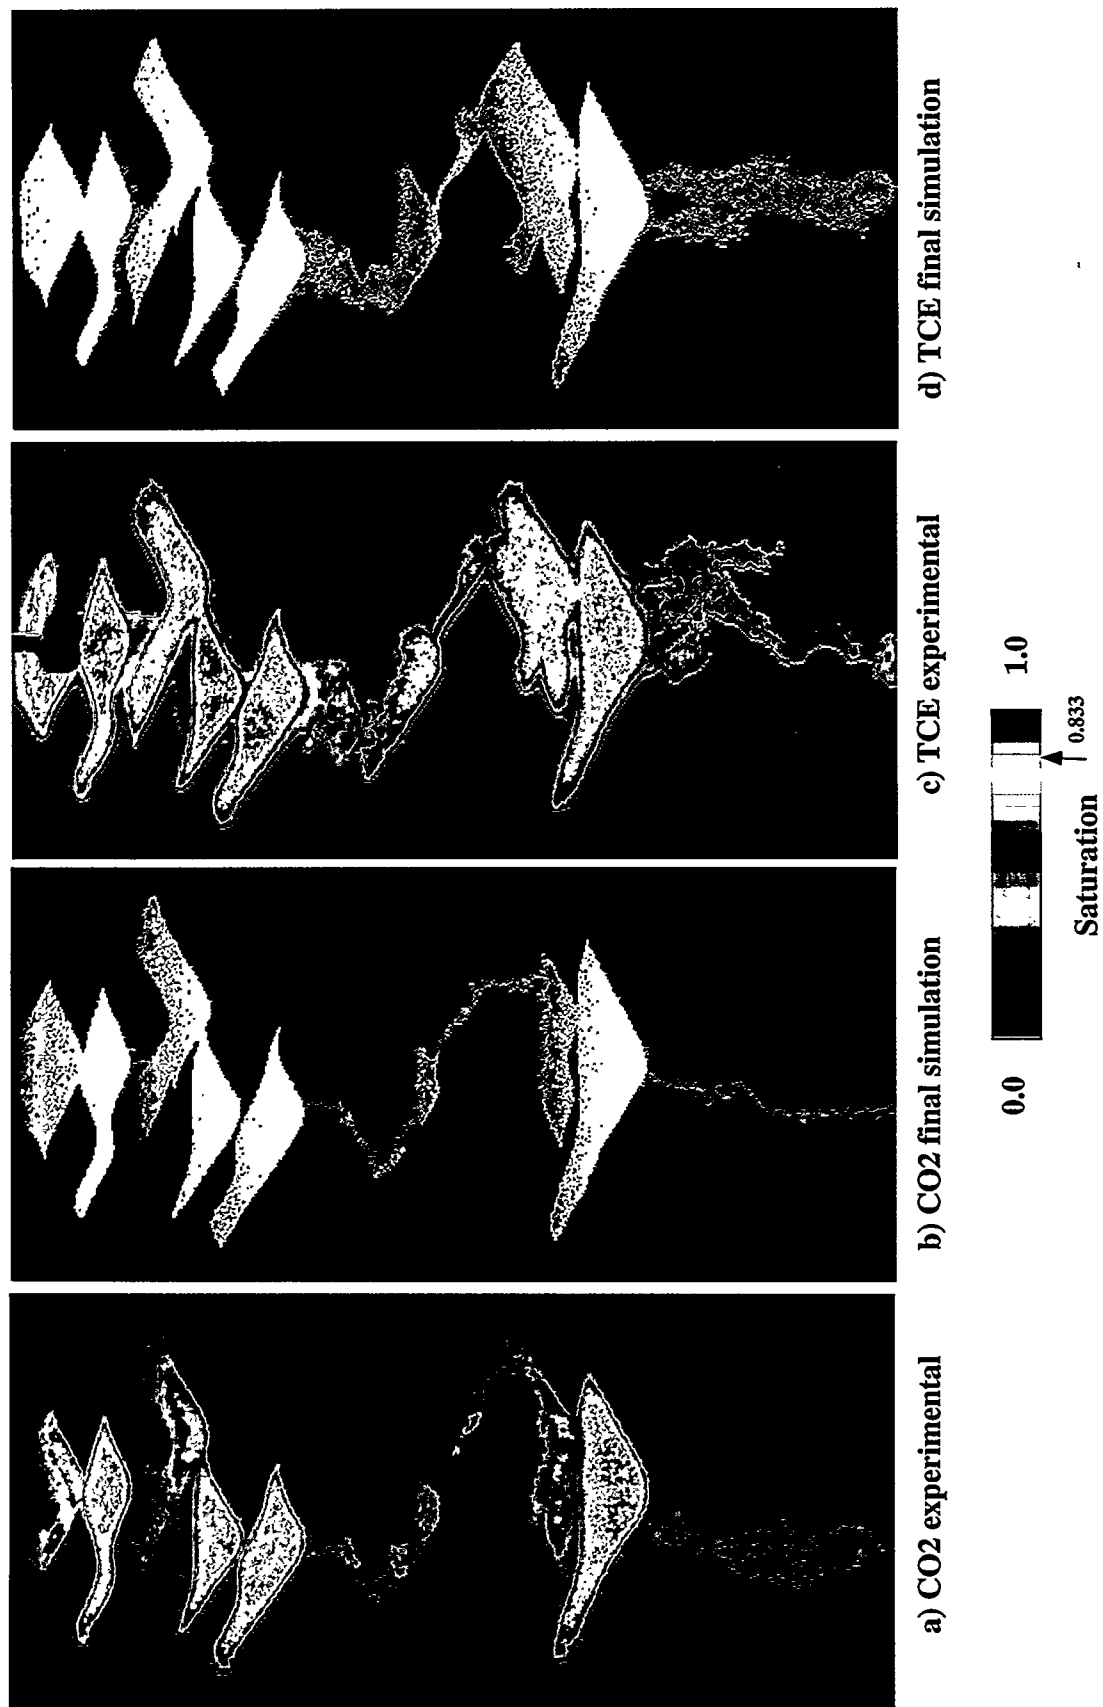 a) CO2 experimental
b) CO2 final simulation
c) TCE experimental
d) TCE final simulation
0.0
1.0
0.833
Saturation